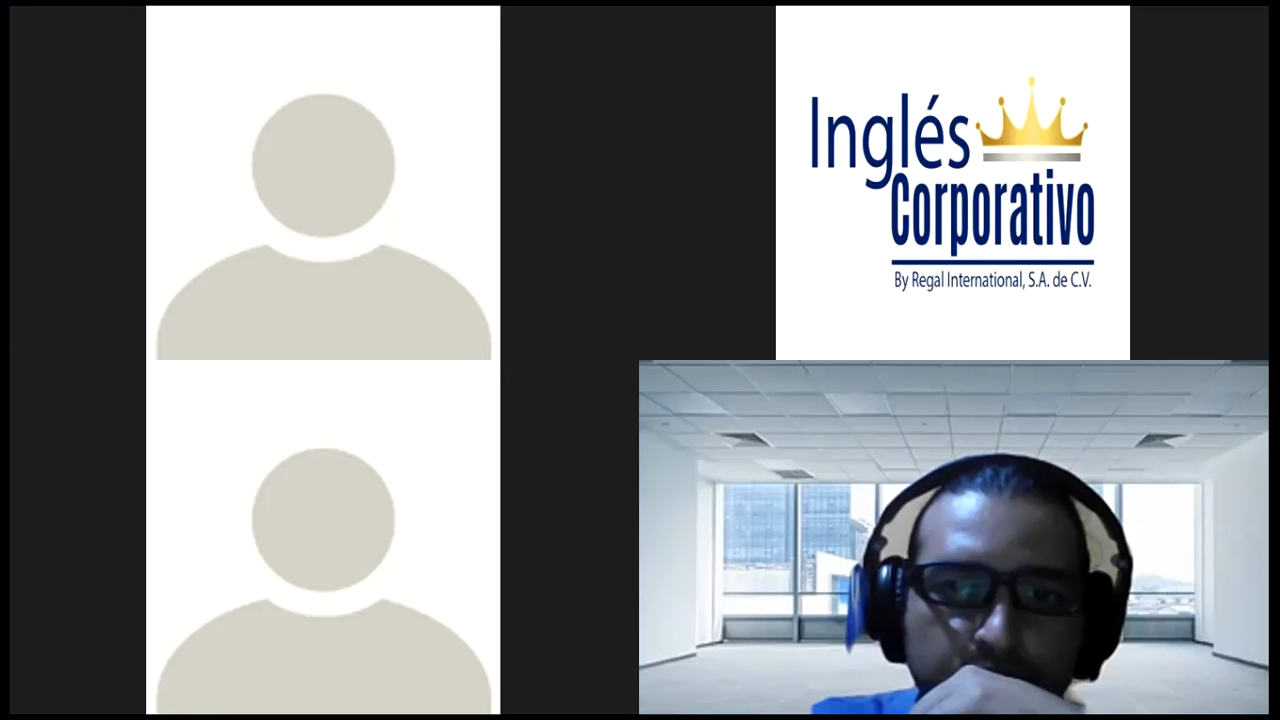 Inglés
Corporativo
By Regal International, S.A. de C.V.